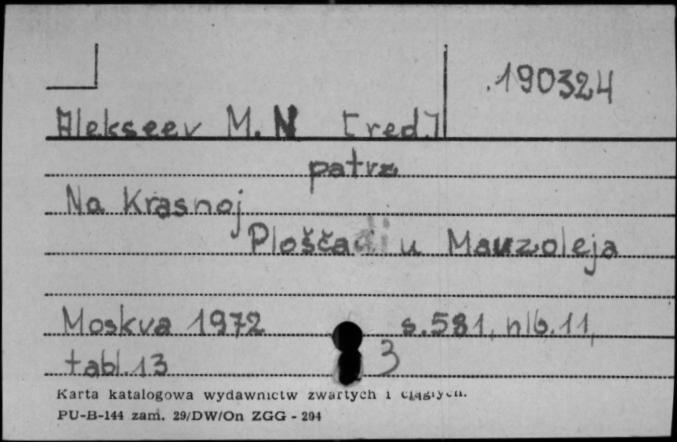 190324
Alekseev M. N [red.]
patrz
Na Krasnoj
Ploščadi u Mauzoleja
Moskva 1972 s. 581, nlb. 11,
tabl. 13 3
Karta katalogowa wydawnictw zwartych i ciągłych.
PU-B-144 zam. 29/DW/On ZGG - 294